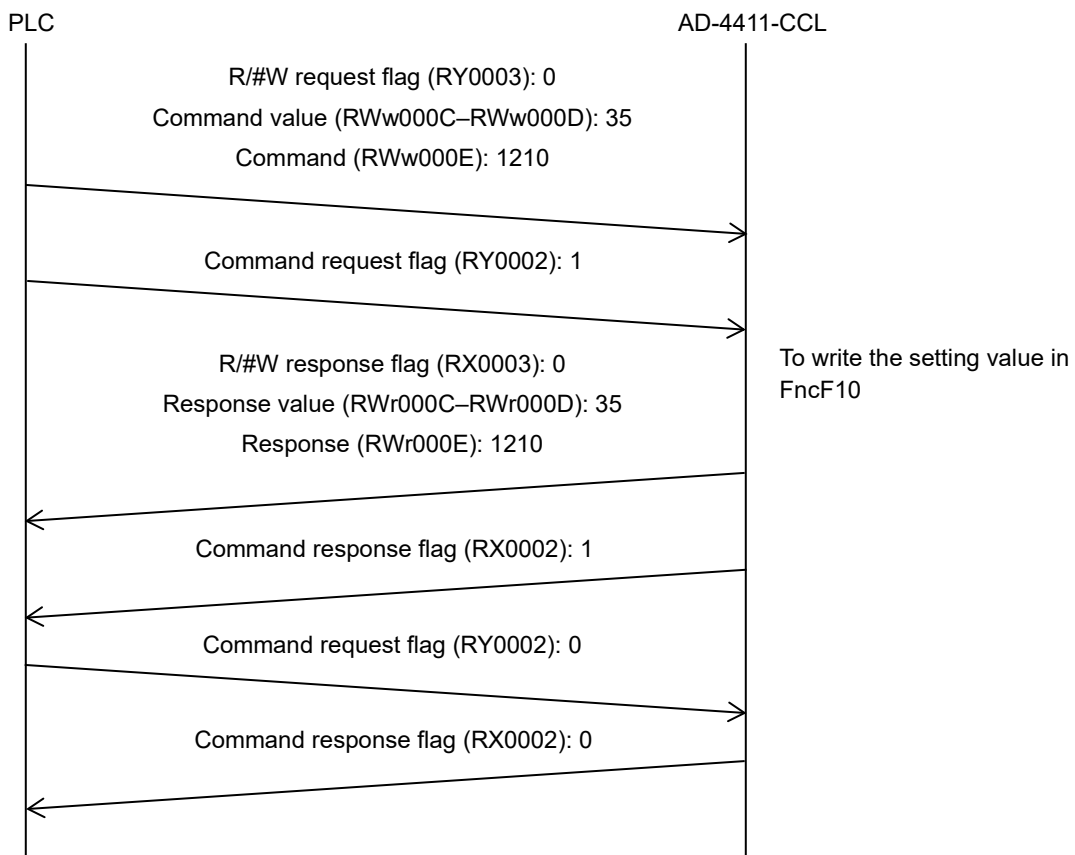 PLC
AD-4411-CCL
R/#W request flag (RY0003): 0
Command value (RWw000C–RWw000D): 35
Command (RWw000E): 1210
Command request flag (RY0002): 1
R/#W response flag (RX0003): 0
Response value (RWr000C–RWr000D): 35
Response (RWr000E): 1210
To write the setting value in
FncF10
Command response flag (RX0002): 1
Command request flag (RY0002): 0
Command response flag (RX0002): 0